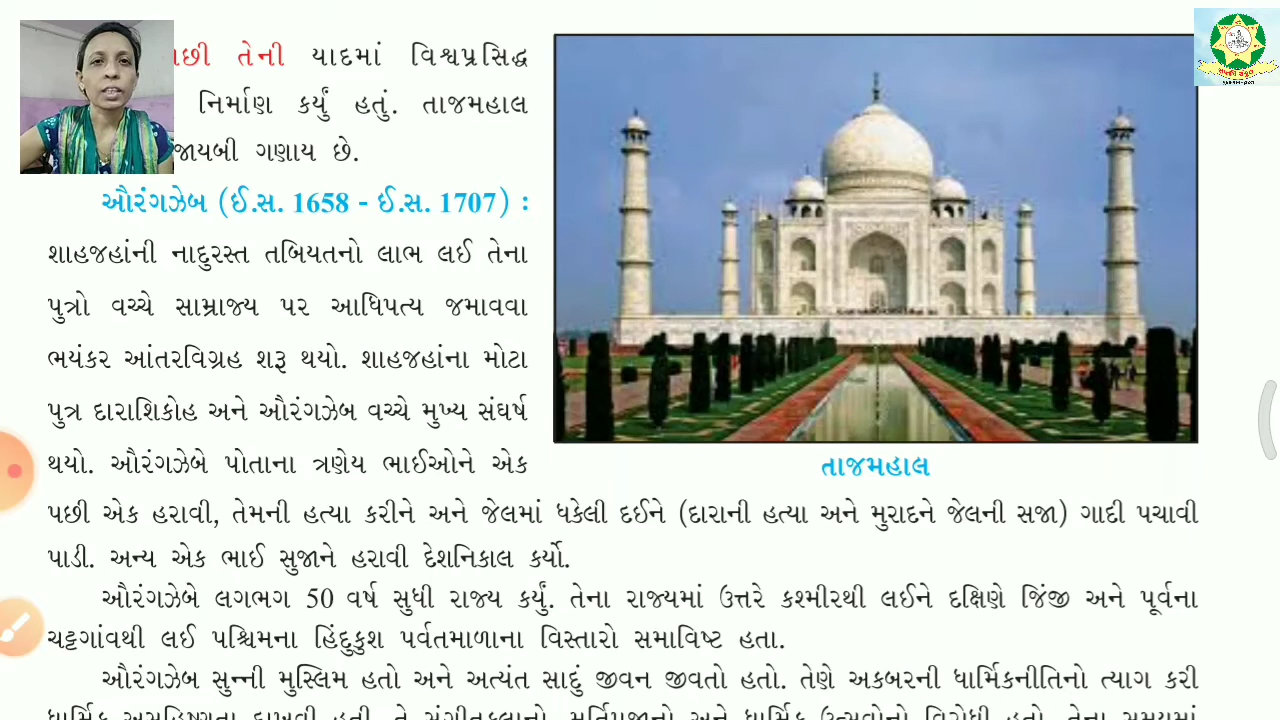 પછી તેની યાદમાં વિશ્વપ્રસિદ્ધ
નિર્માણ કર્યું હતું. તાજમહાલ
જાયબી ગણાય છે.
ઔરંગઝેબ (ઈ.સ. 1658 - ઈ.સ. 1707) :
શાહજહાંની નાદુરસ્ત તબિયતનો લાભ લઈ તેના
પુત્રો વચ્ચે સામ્રાજ્ય પર આધિપત્ય જમાવવા
ભયંકર આંતરવિગ્રહ શરૂ થયો. શાહજહાંના મોટા
પુત્ર દારાશિકોહ અને ઔરંગઝેબ વચ્ચે મુખ્ય સંઘર્ષ
થયો. ઔરંગઝેબે પોતાના ત્રણેય ભાઈઓને એક
તાજમહાલ
પછી એક હરાવી, તેમની હત્યા કરીને અને જેલમાં ધકેલી દઈને (દારાની હત્યા અને મુરાદને જેલની સજા) ગાદી પચાવી
પાડી. અન્ય એક ભાઈ સુજાને હરાવી દેશનિકાલ કર્યો.
ઔરંગઝેબે લગભગ 50 વર્ષ સુધી રાજ્ય કર્યું. તેના રાજ્યમાં ઉત્તરે કશ્મીરથી લઈને દક્ષિણે જિંજી અને પૂર્વના
ચટ્ટગાંવથી લઈ પશ્ચિમના હિંદુકુશ પર્વતમાળાના વિસ્તારો સમાવિષ્ટ હતા.
ઔરંગઝેબ સુન્ની મુસ્લિમ હતો અને અત્યંત સાદું જીવન જીવતો હતો. તેણે અકબરની ધાર્મિકનીતિનો ત્યાગ કરી